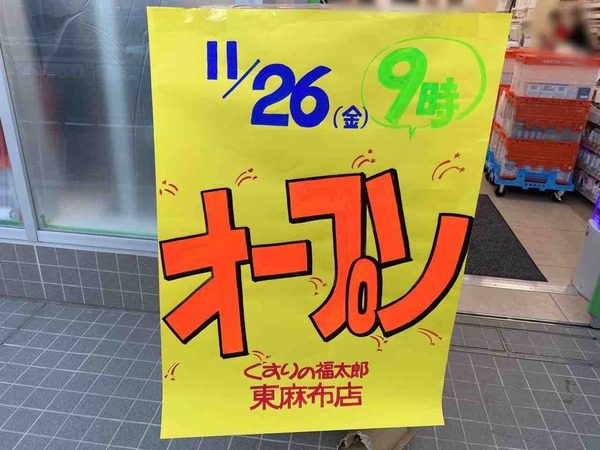 11/26(金) 9時
オープン
くすりの福太郎
東麻布店